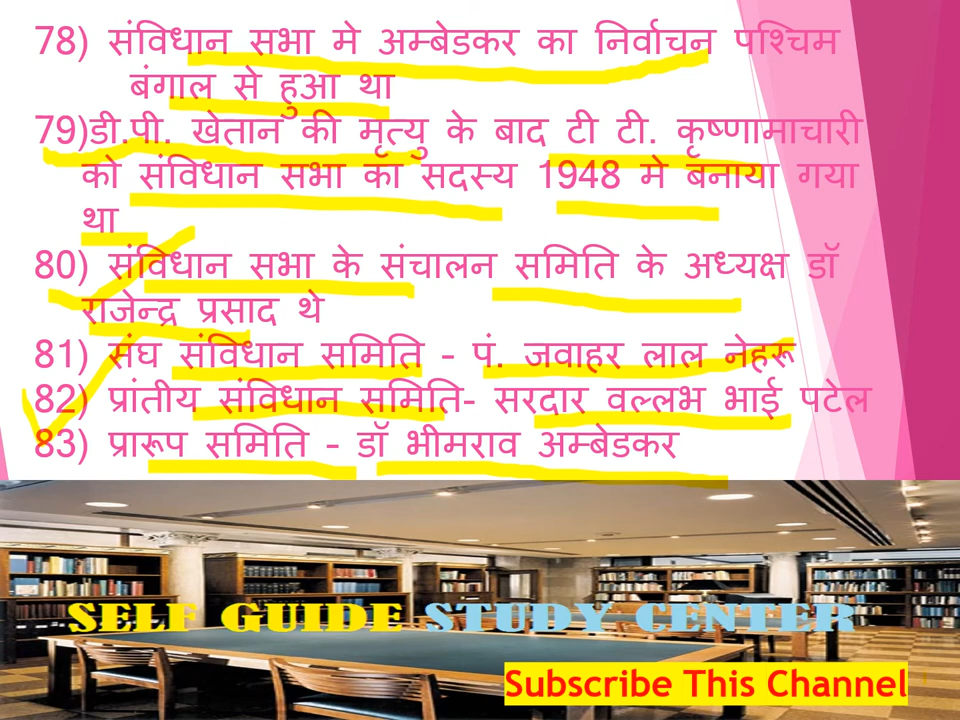 78) संविधान सभा मे अम्बेडकर का निर्वाचन पश्चिम
बंगाल से हुआ था
79)डी.पी. खेतान की मृत्यु के बाद टी टी. कृष्णामाचारी
को संविधान सभा का सदस्य 1948 मे बनाया गया
था
80) संविधान सभा के संचालन समिति के अध्यक्ष डॉ
राजेन्द्र प्रसाद थे
81) संघ संविधान समिति - पं. जवाहर लाल नेहरू
82) प्रांतीय संविधान समिति- सरदार वल्लभ भाई पटेल
83) प्रारूप समिति - डॉ भीमराव अम्बेडकर
SELF GUIDE STUDY CENTER
Subscribe This Channel